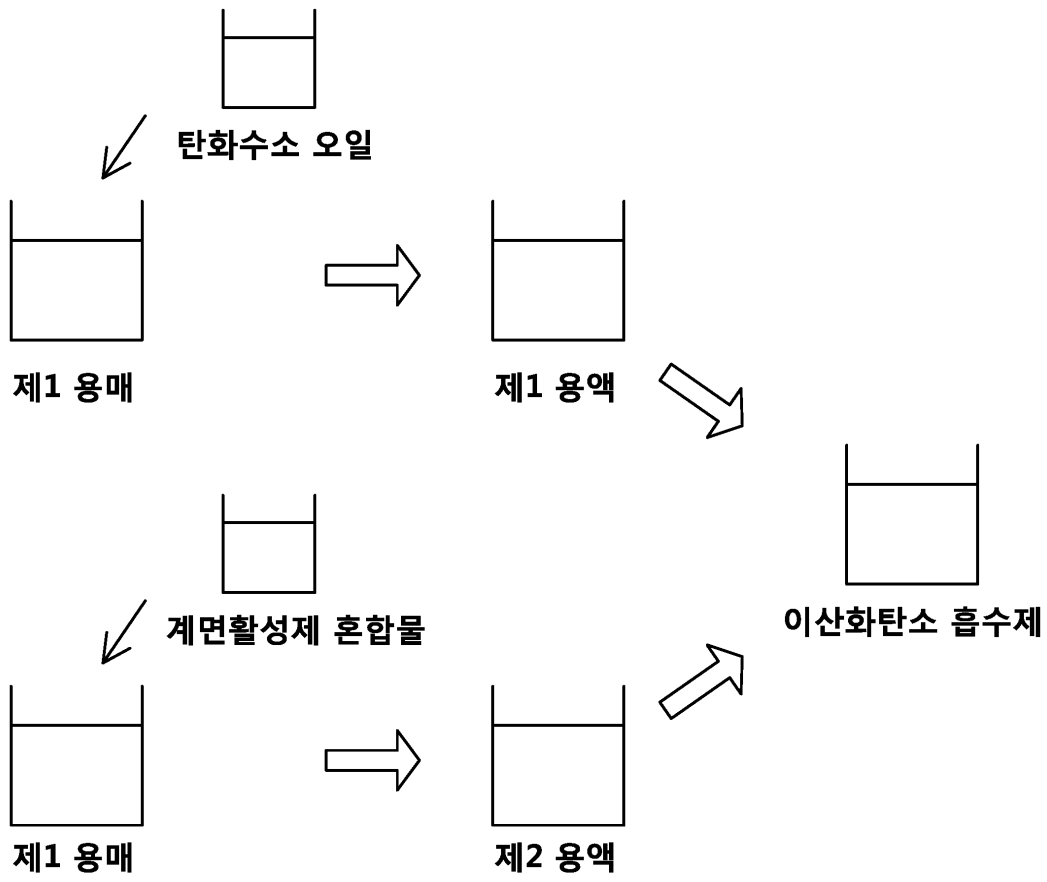 탄화수소 오일
제1 용매
제1 용액
계면활성제 혼합물
이산화탄소 흡수제
제1 용매
제2 용액